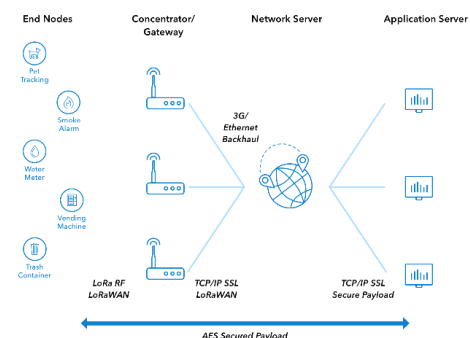 End Nodes
Concentrator/
Gateway
Network Server
Application Server
Pet
Tracking
Smoke
Alarm
Water
Meter
Vending
Machine
Trash
Container
3G/
Ethernet
Backhaul
LoRa RF
LoRaWAN
TCP/IP SSL
LoRaWAN
TCP/IP SSL
Secure Payload
AES Secured Payload